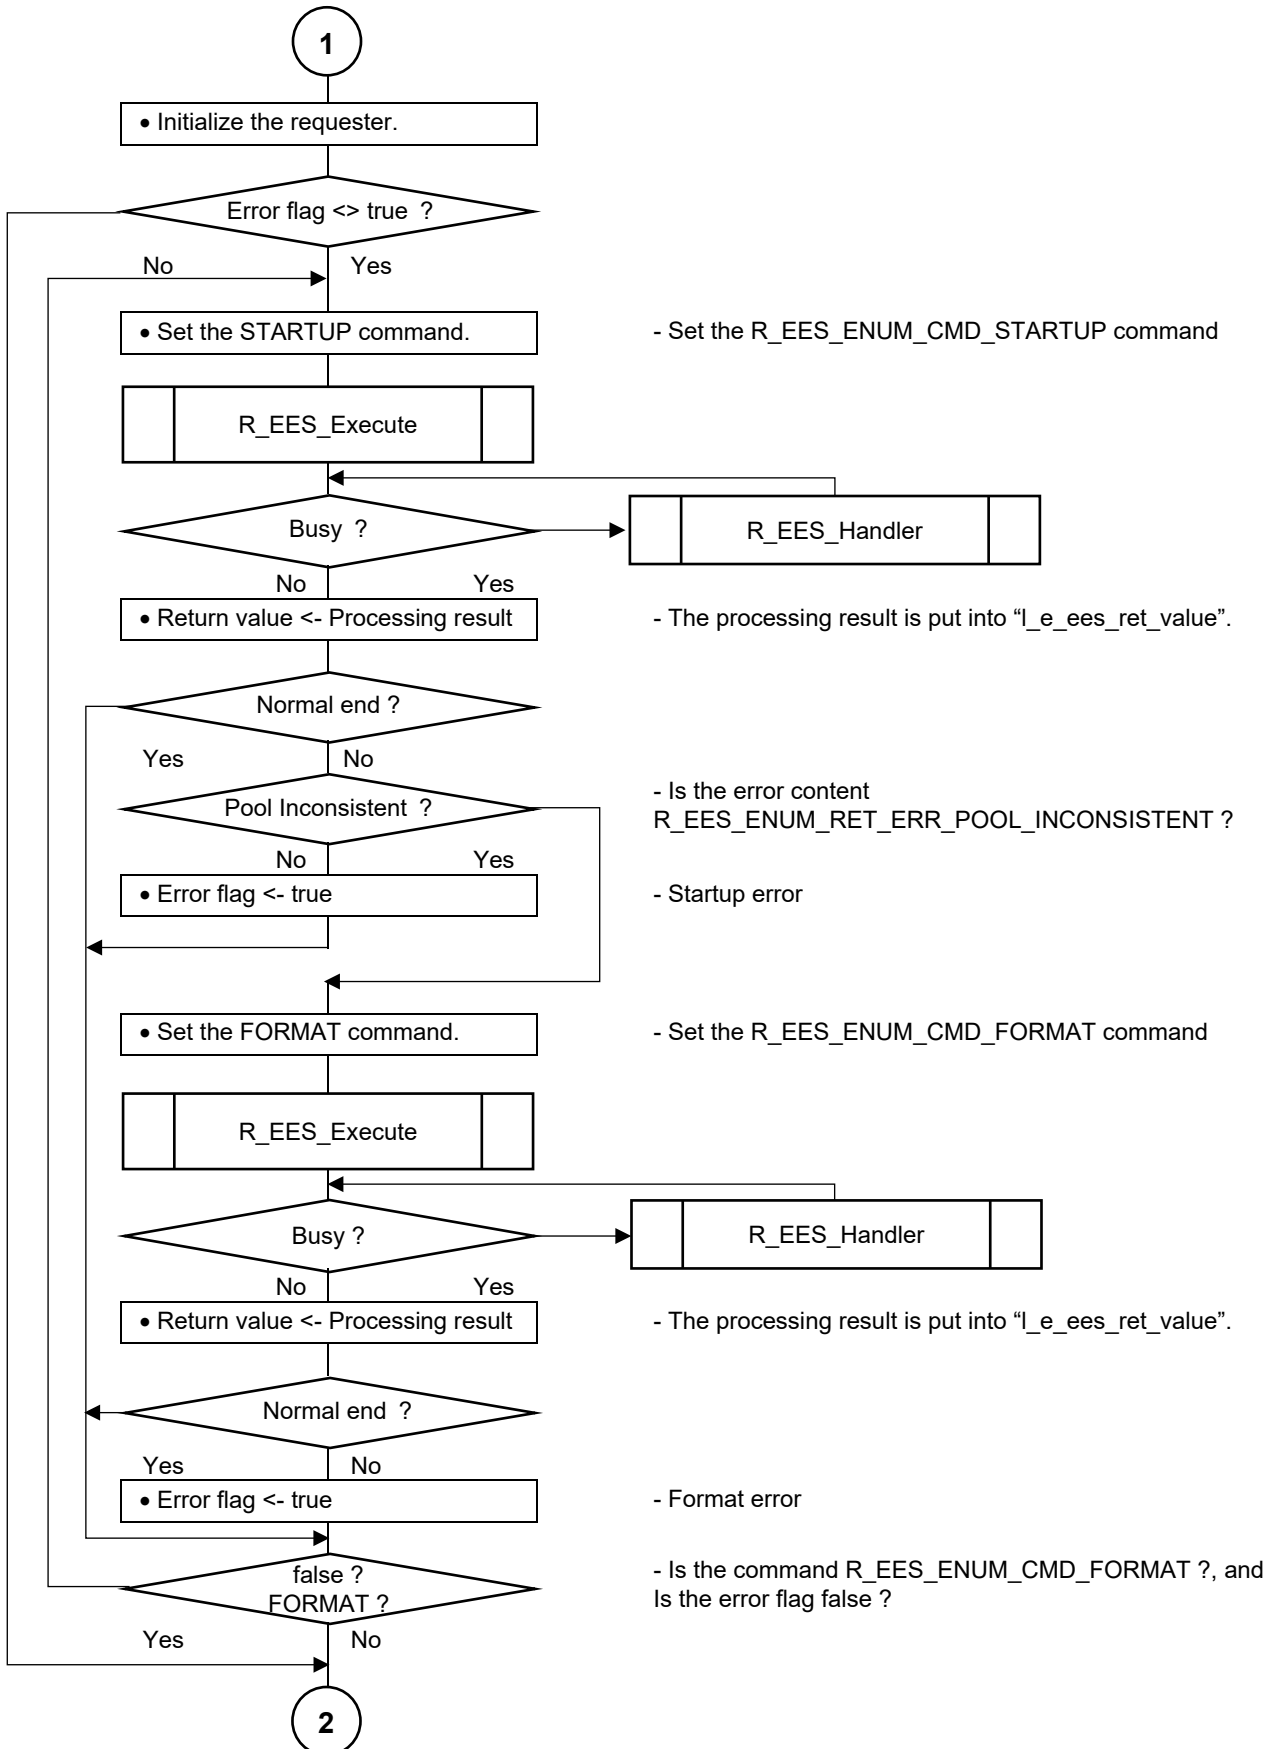 1
• Initialize the requester.
Error flag <> true ?
No Yes
• Set the STARTUP command. - Set the R_EES_ENUM_CMD_STARTUP command
R_EES_Execute
Busy ? R_EES_Handler
No Yes
• Return value <- Processing result - The processing result is put into “l_e_ees_ret_value”.
Normal end ?
Yes No
Pool Inconsistent ? - Is the error content
R_EES_ENUM_RET_ERR_POOL_INCONSISTENT ?
No Yes
• Error flag <- true - Startup error
• Set the FORMAT command. - Set the R_EES_ENUM_CMD_FORMAT command
R_EES_Execute
Busy ? R_EES_Handler
No Yes
• Return value <- Processing result - The processing result is put into “l_e_ees_ret_value”.
Normal end ?
Yes No
• Error flag <- true - Format error
false ? - Is the command R_EES_ENUM_CMD_FORMAT ?, and
FORMAT ? Is the error flag false ?
Yes No
2